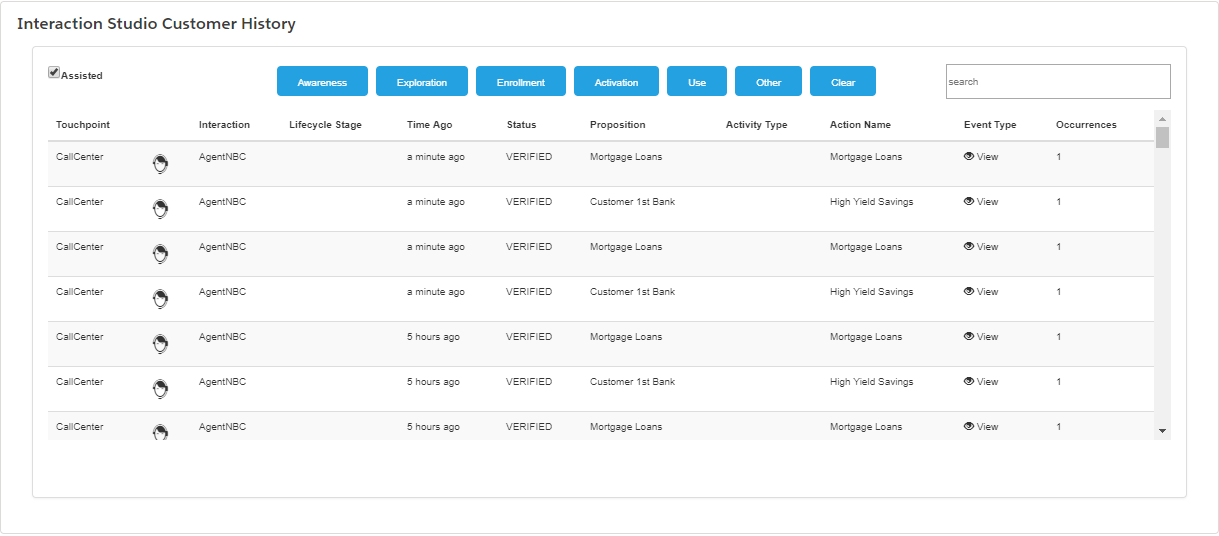 Interaction Studio Customer History
Assisted
Awareness Exploration Enrollment Activation Use Other Clear
search
Touchpoint Interaction Lifecycle Stage Time Ago Status Proposition Activity Type Action Name Event Type Occurrences
CallCenter AgentNBC a minute ago VERIFIED Mortgage Loans Mortgage Loans View 1
CallCenter AgentNBC a minute ago VERIFIED Customer 1st Bank High Yield Savings View 1
CallCenter AgentNBC a minute ago VERIFIED Mortgage Loans Mortgage Loans View 1
CallCenter AgentNBC a minute ago VERIFIED Customer 1st Bank High Yield Savings View 1
CallCenter AgentNBC 5 hours ago VERIFIED Mortgage Loans Mortgage Loans View 1
CallCenter AgentNBC 5 hours ago VERIFIED Customer 1st Bank High Yield Savings View 1
CallCenter AgentNBC 5 hours ago VERIFIED Mortgage Loans Mortgage Loans View 1